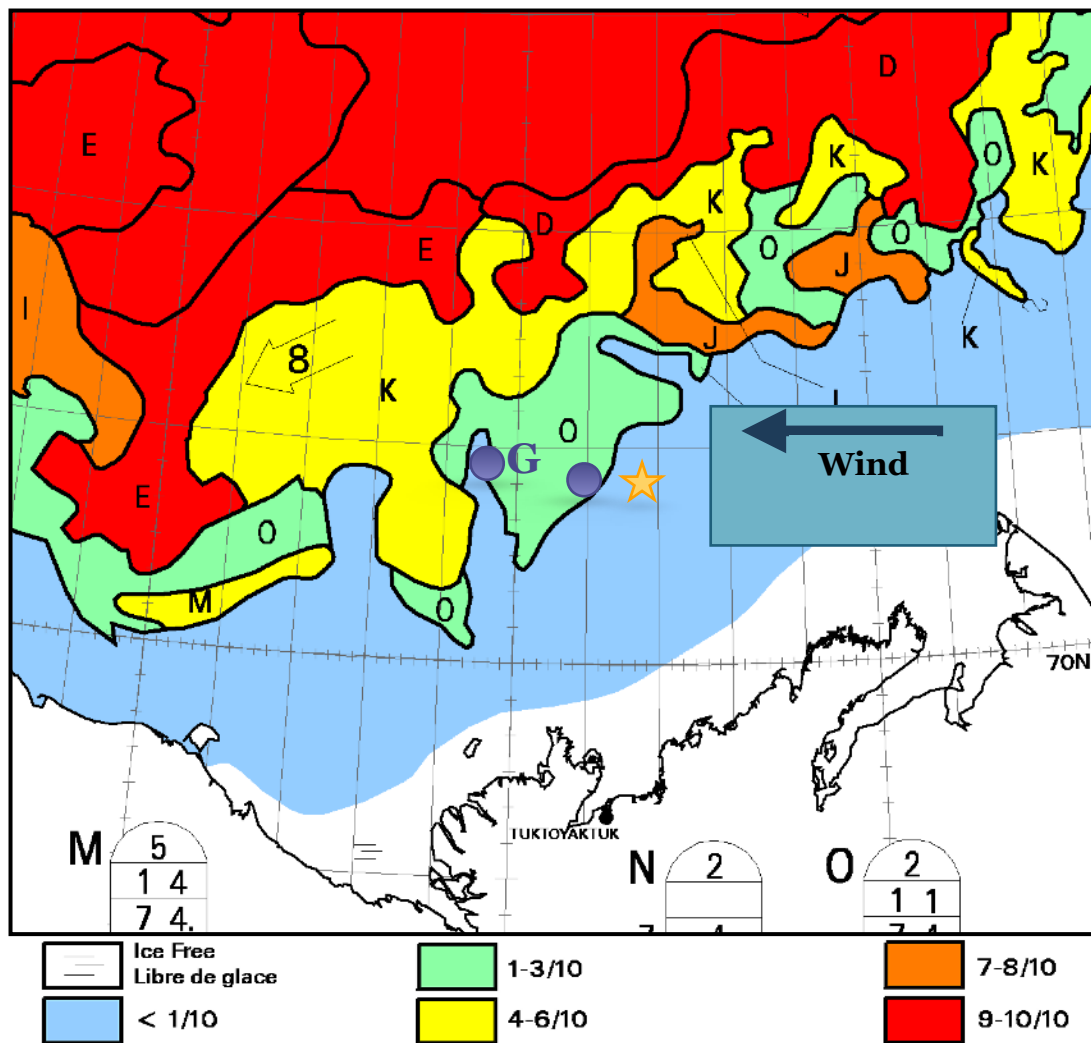 D
E
O
K
K
K
O
D
O
O
E
J
I
J
K
8
K
O
G
Wind
E
O
M
O
70N
TUKTOYAKTUK
M
5
1 4
7 4.
N
2
O
2
1 1
Ice Free
Libre de glace
1-3/10
7-8/10
< 1/10
4-6/10
9-10/10